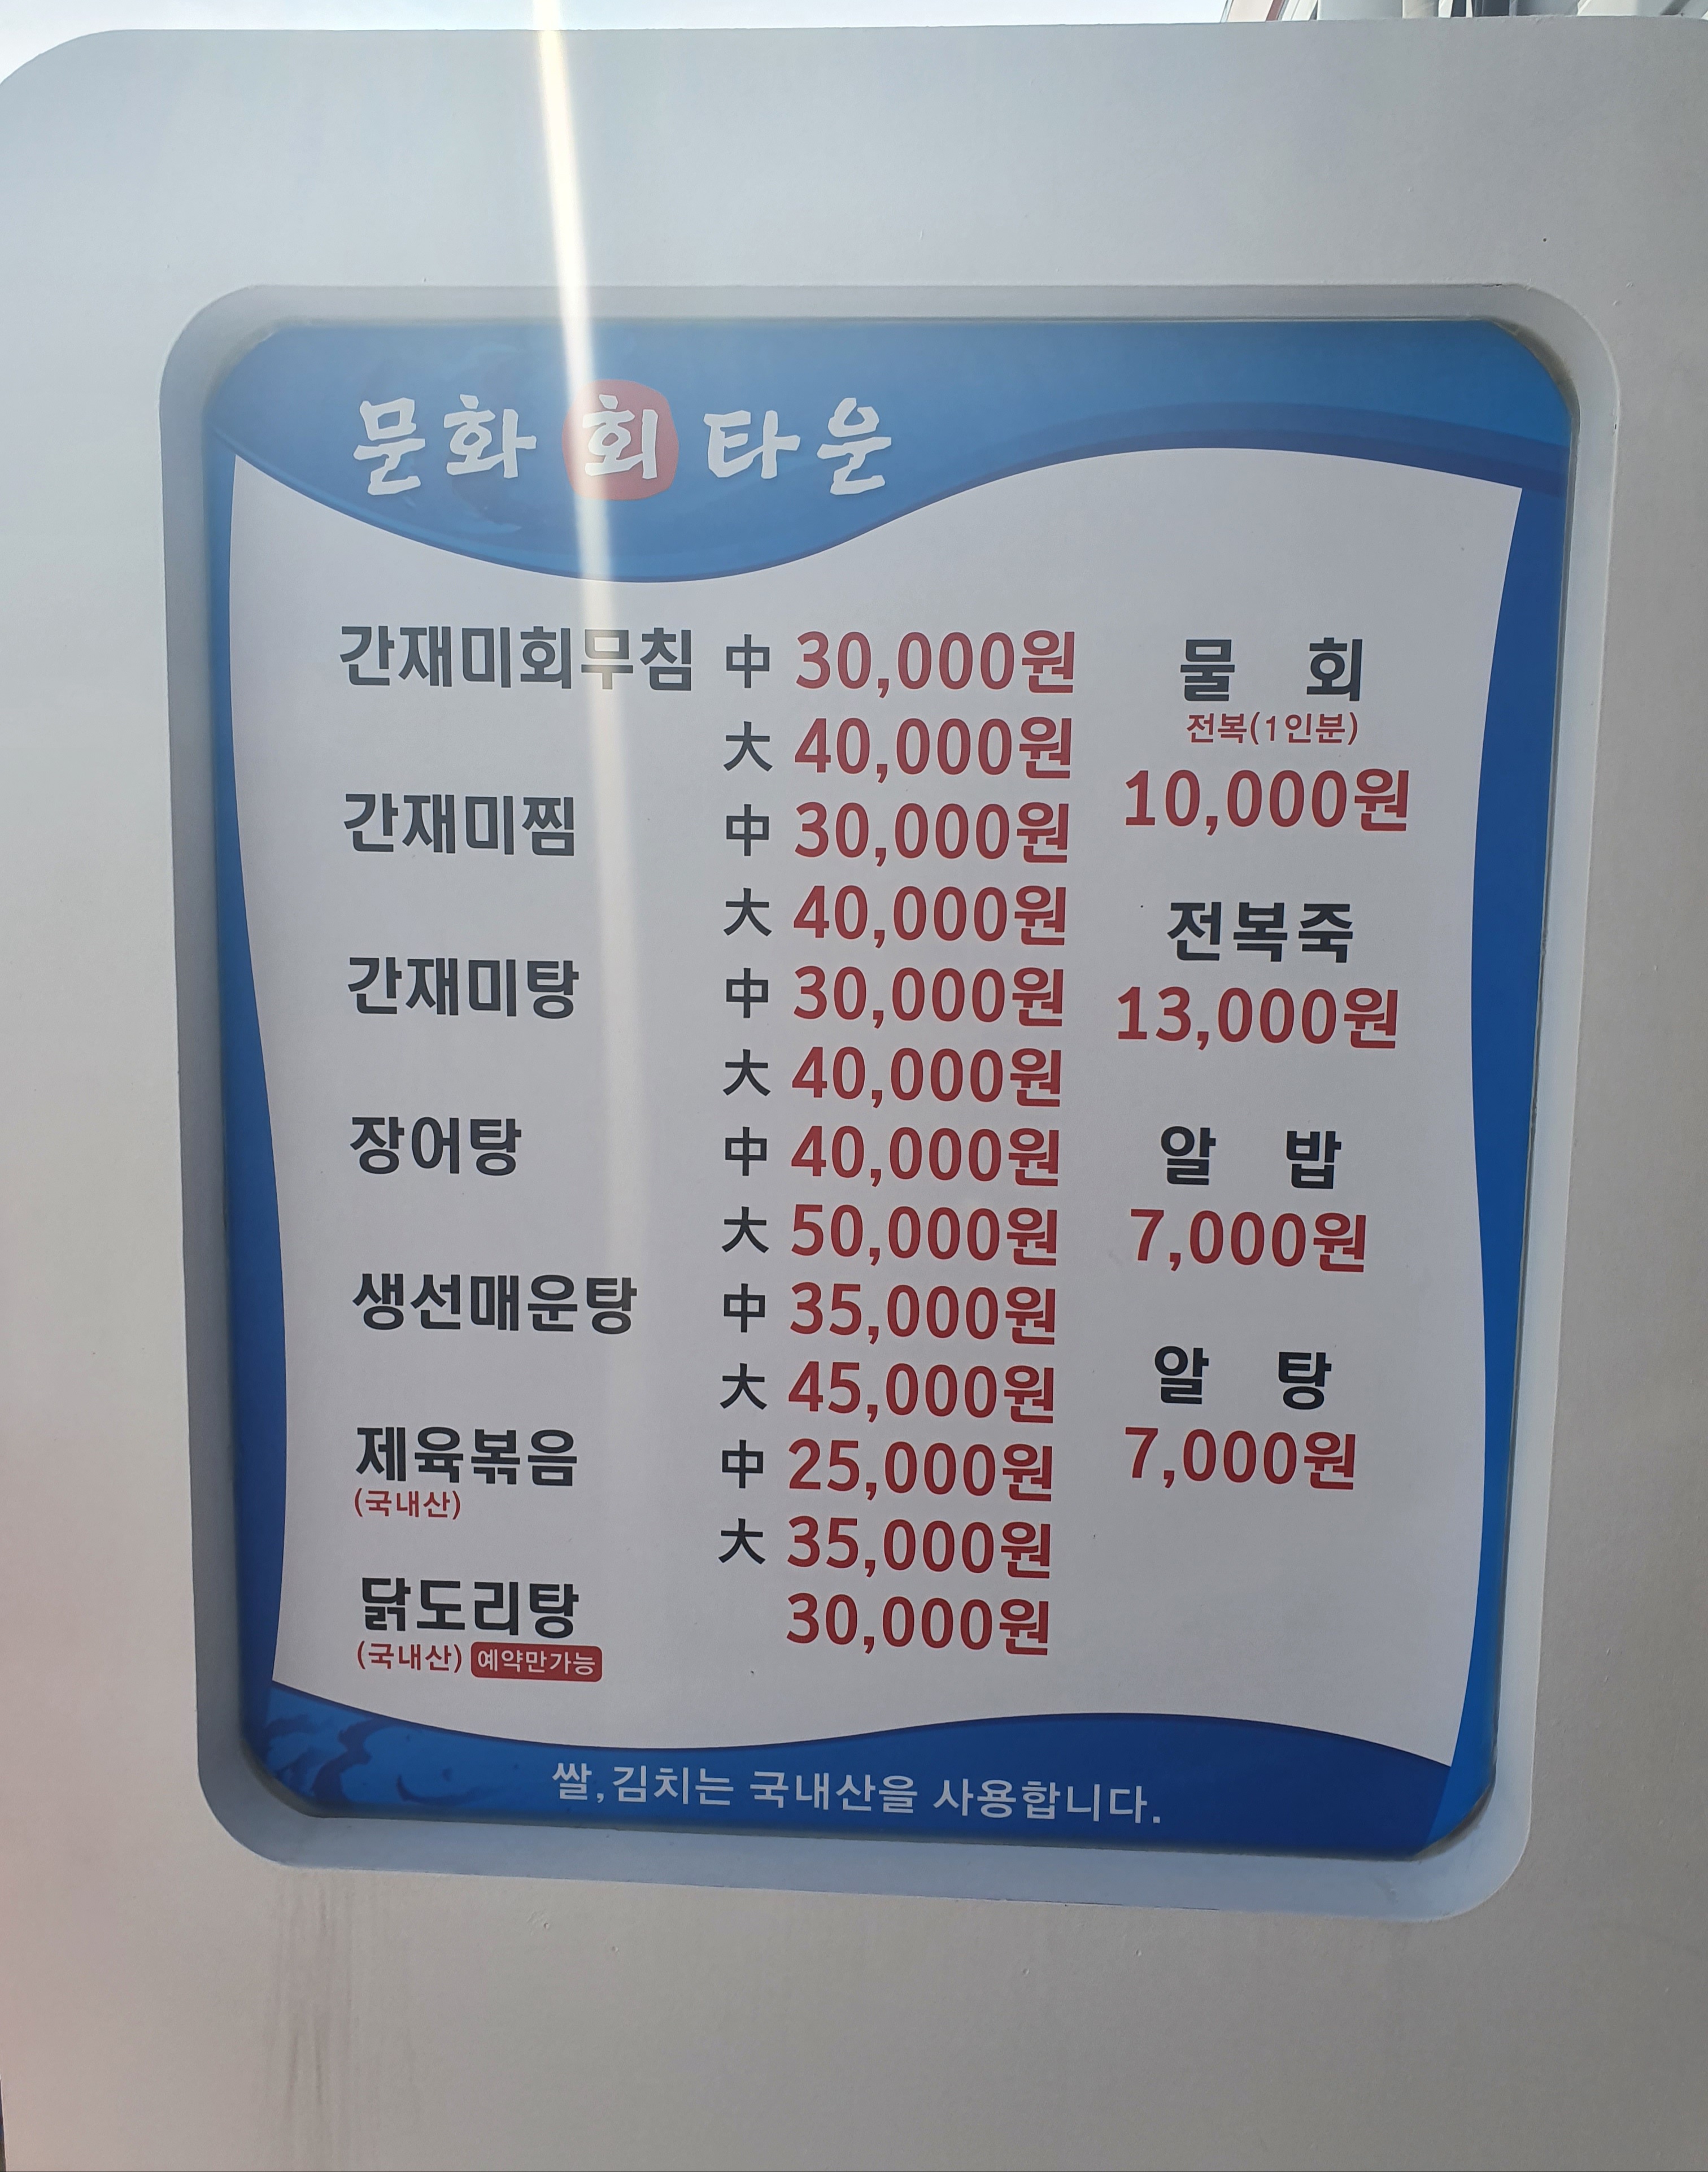 문화 회 타운
간재미회무침 中 30,000원
大 40,000원
간재미찜 中 30,000원
大 40,000원
간재미탕 中 30,000원
大 40,000원
장어탕 中 40,000원
大 50,000원
생선매운탕 中 35,000원
大 45,000원
제육볶음 中 25,000원
(국내산)
大 35,000원
닭도리탕 30,000원
(국내산) 예약만가능
물 회
전복(1인분)
10,000원
전복죽
13,000원
알 밥
7,000원
알 탕
7,000원
쌀,김치는 국내산을 사용합니다.